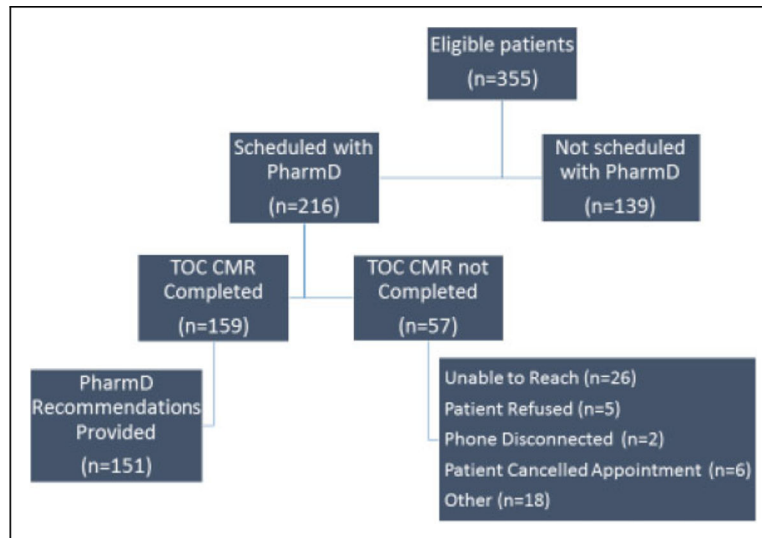 Eligible patients
(n=355)
Scheduled with
PharmD
(n=216)
Not scheduled
with PharmD
(n=139)
TOC CMR
Completed
(n=159)
TOC CMR not
Completed
(n=57)
PharmD
Recommendations
Provided
(n=151)
Unable to Reach (n=26)
Patient Refused (n=5)
Phone Disconnected (n=2)
Patient Cancelled Appointment (n=6)
Other (n=18)